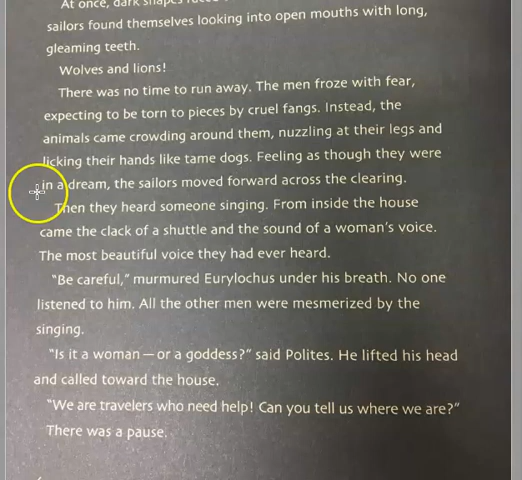 At once, dark shapes
sailors found themselves looking into open mouths with long,
gleaming teeth.
Wolves and lions!
There was no time to run away. The men froze with fear,
expecting to be torn to pieces by cruel fangs. Instead, the
animals came crowding around them, nuzzling at their legs and
licking their hands like tame dogs. Feeling as though they were
in a dream, the sailors moved forward across the clearing.
Then they heard someone singing. From inside the house
came the clack of a shuttle and the sound of a woman's voice.
The most beautiful voice they had ever heard.
"Be careful," murmured Eurylochus under his breath. No one
listened to him. All the other men were mesmerized by the
singing.
"Is it a woman — or a goddess?" said Polites. He lifted his head
and called toward the house.
"We are travelers who need help! Can you tell us where we are?"
There was a pause.